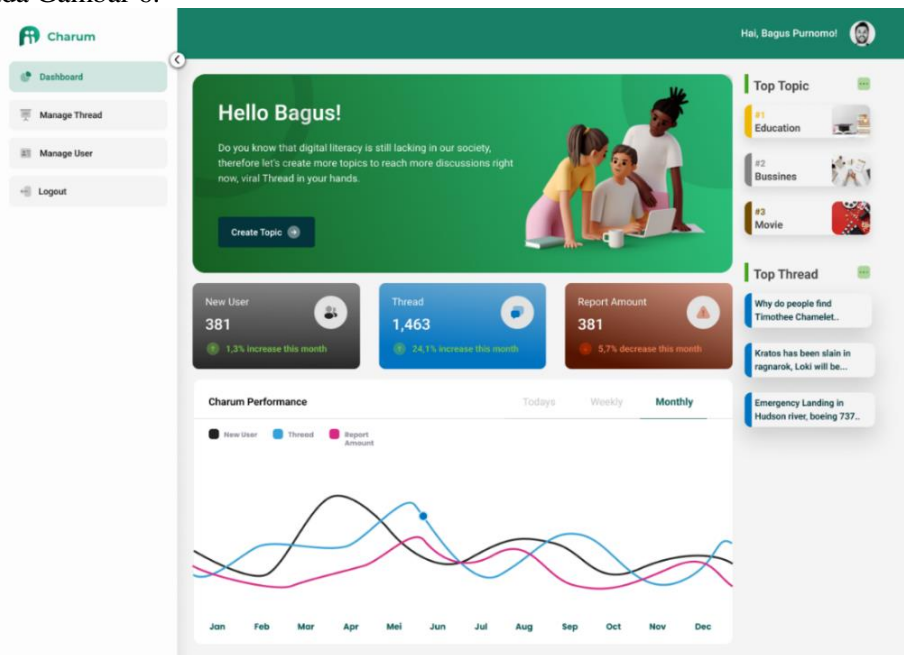 ada Gambar 6.
Charum
Hai, Bagus Purnomo!
Dashboard
Manage Thread
Manage User
Logout
Hello Bagus!
Do you know that digital literacy is still lacking in our society,
therefore let's create more topics to reach more discussions right
now, viral Thread in your hands.
Create Topic
New User
381
1,3% increase this month
Thread
1,463
24,1% increase this month
Report Amount
381
5,7% decrease this month
Charum Performance
Todays
Weekly
Monthly
New User
Thread
Report
Amount
Jan
Feb
Mar
Apr
Mei
Jun
Jul
Aug
Sep
Oct
Nov
Dec
Top Topic
#1
Education
#2
Bussines
#3
Movie
Top Thread
Why do people find
Timothee Chamelet..
Kratos has been slain in
ragnarok, Loki will be...
Emergency Landing in
Hudson river, boeing 737..